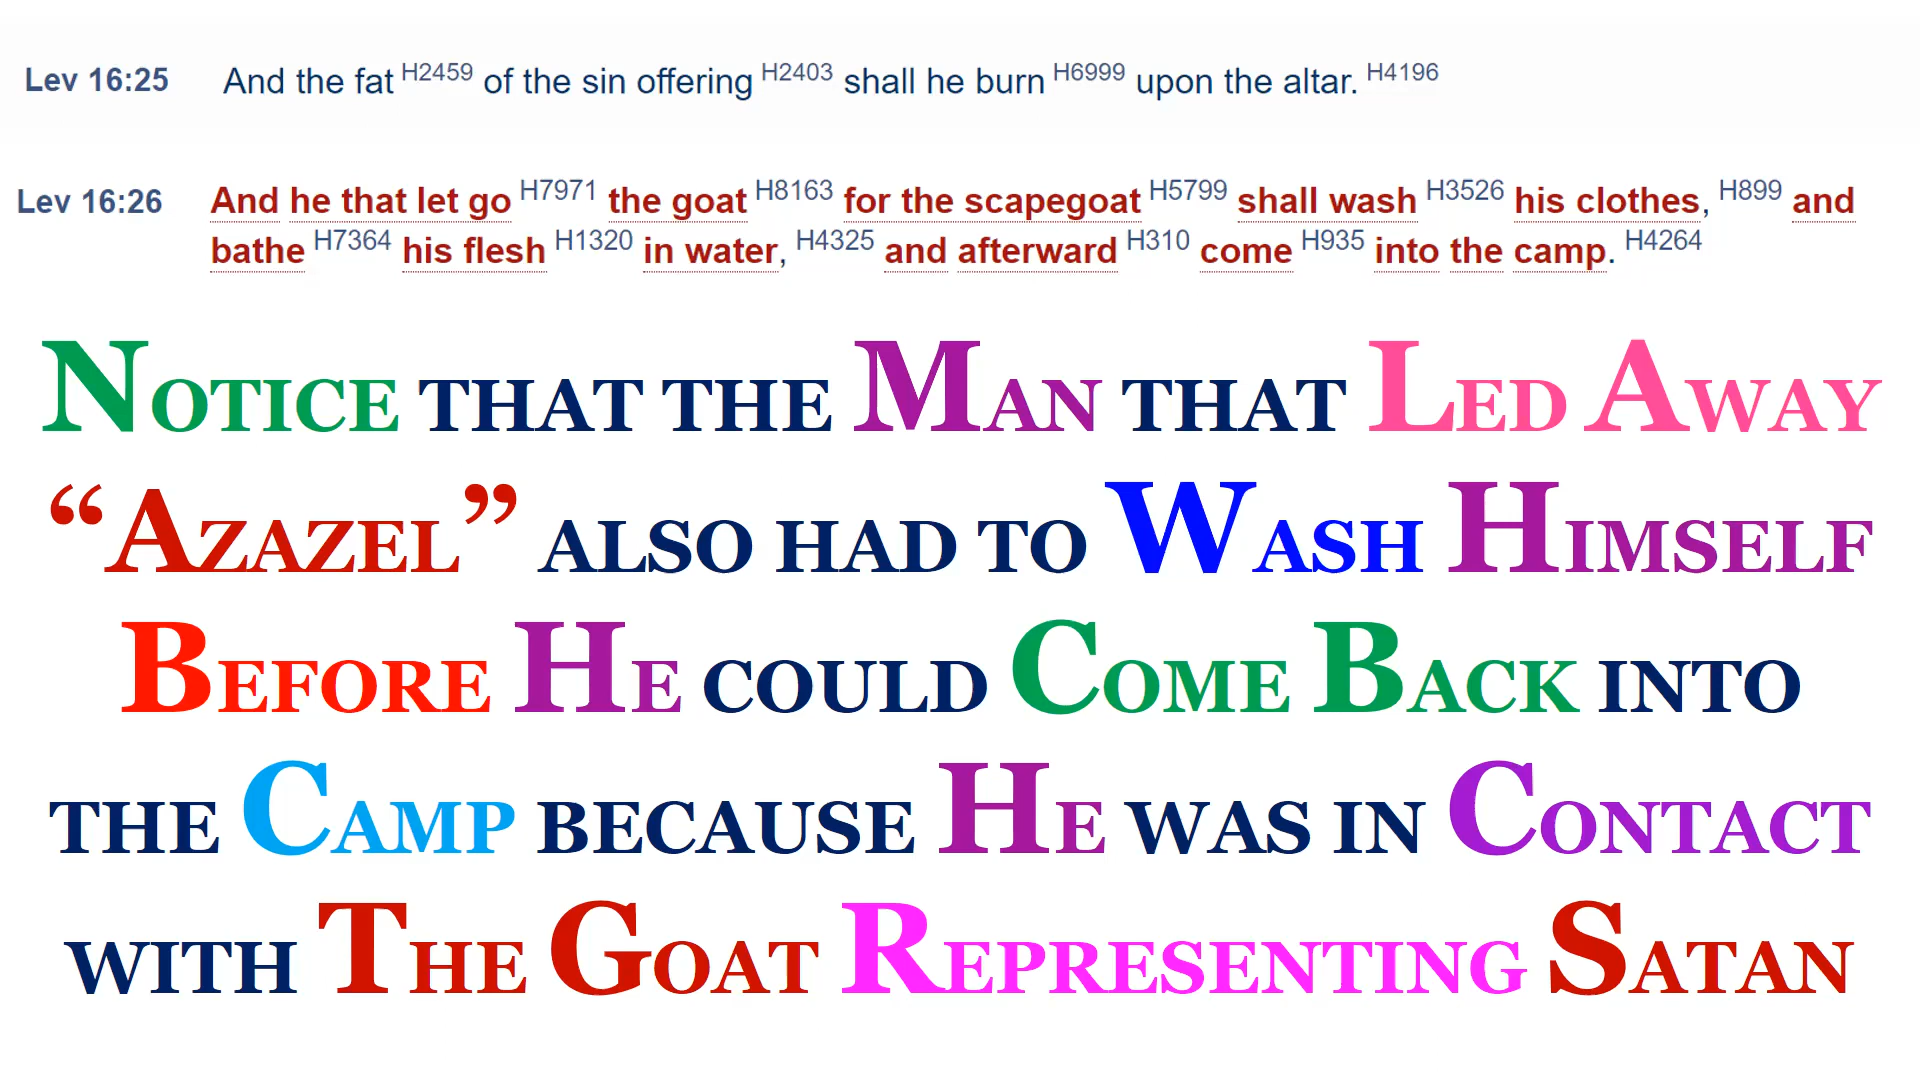 Lev 16:25 And the fat H2459 of the sin offering H2403 shall he burn H6999 upon the altar. H4196
Lev 16:26 And he that let go H7971 the goat H8163 for the scapegoat H5799 shall wash H3526 his clothes, H899 and
bathe H7364 his flesh H1320 in water, H4325 and afterward H310 come H935 into the camp. H4264
Notice that the Man that Led Away
“Azazel” also had to Wash Himself
Before He could Come Back into
the Camp because He was in Contact
with The Goat Representing Satan